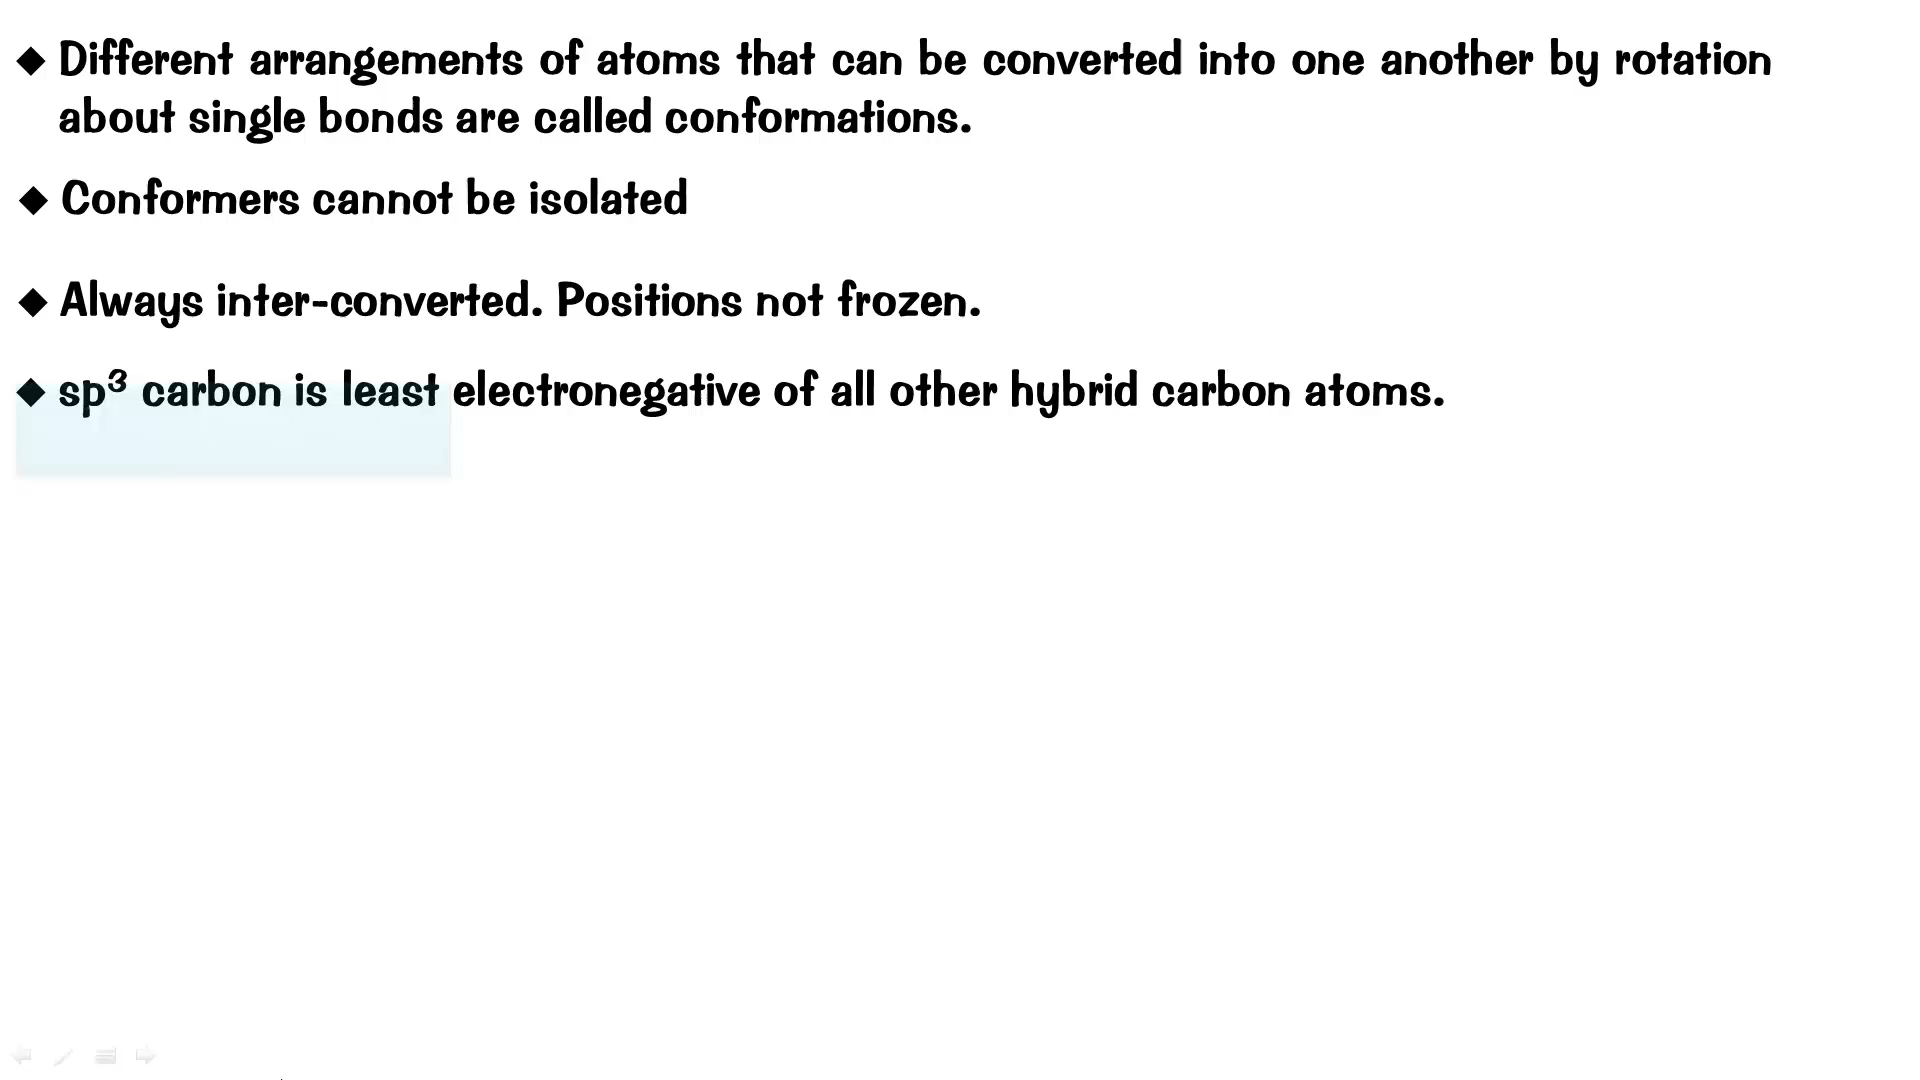 ◆ Different arrangements of atoms that can be converted into one another by rotation
about single bonds are called conformations.
◆ Conformers cannot be isolated
◆ Always inter-converted. Positions not frozen.
◆ sp³ carbon is least electronegative of all other hybrid carbon atoms.